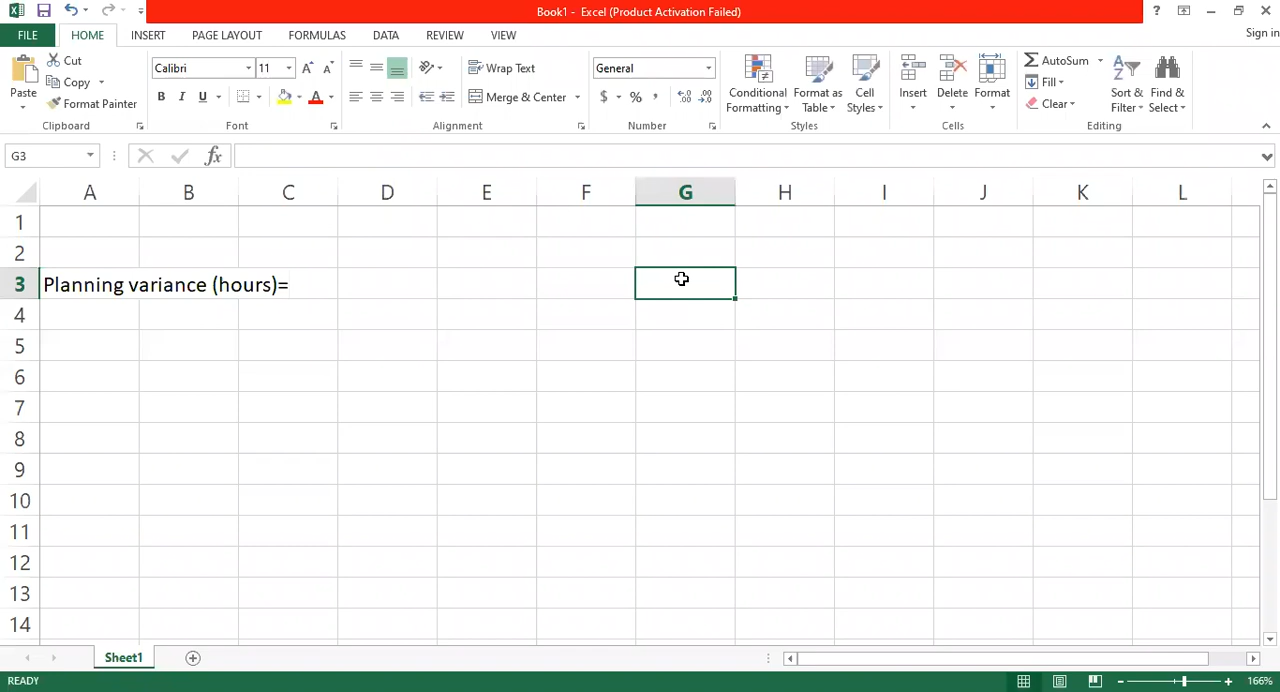 Book1 - Excel (Product Activation Failed)
?
FILE HOME INSERT PAGE LAYOUT FORMULAS DATA REVIEW VIEW Sign in
Paste
Cut
Copy
Format Painter
Clipboard
Calibri 11
B I U A
Font
Wrap Text
Merge & Center
Alignment
General
$ % ,
Number
Conditional Formatting
Format as Table
Cell Styles
Styles
Insert
Delete
Format
Cells
AutoSum
Fill
Clear
Sort & Filter
Find & Select
Editing
G3
fx
A B C D E F G H I J K L
1
2
3 Planning variance (hours)=
4
5
6
7
8
9
10
11
12
13
14
Sheet1
READY
166%